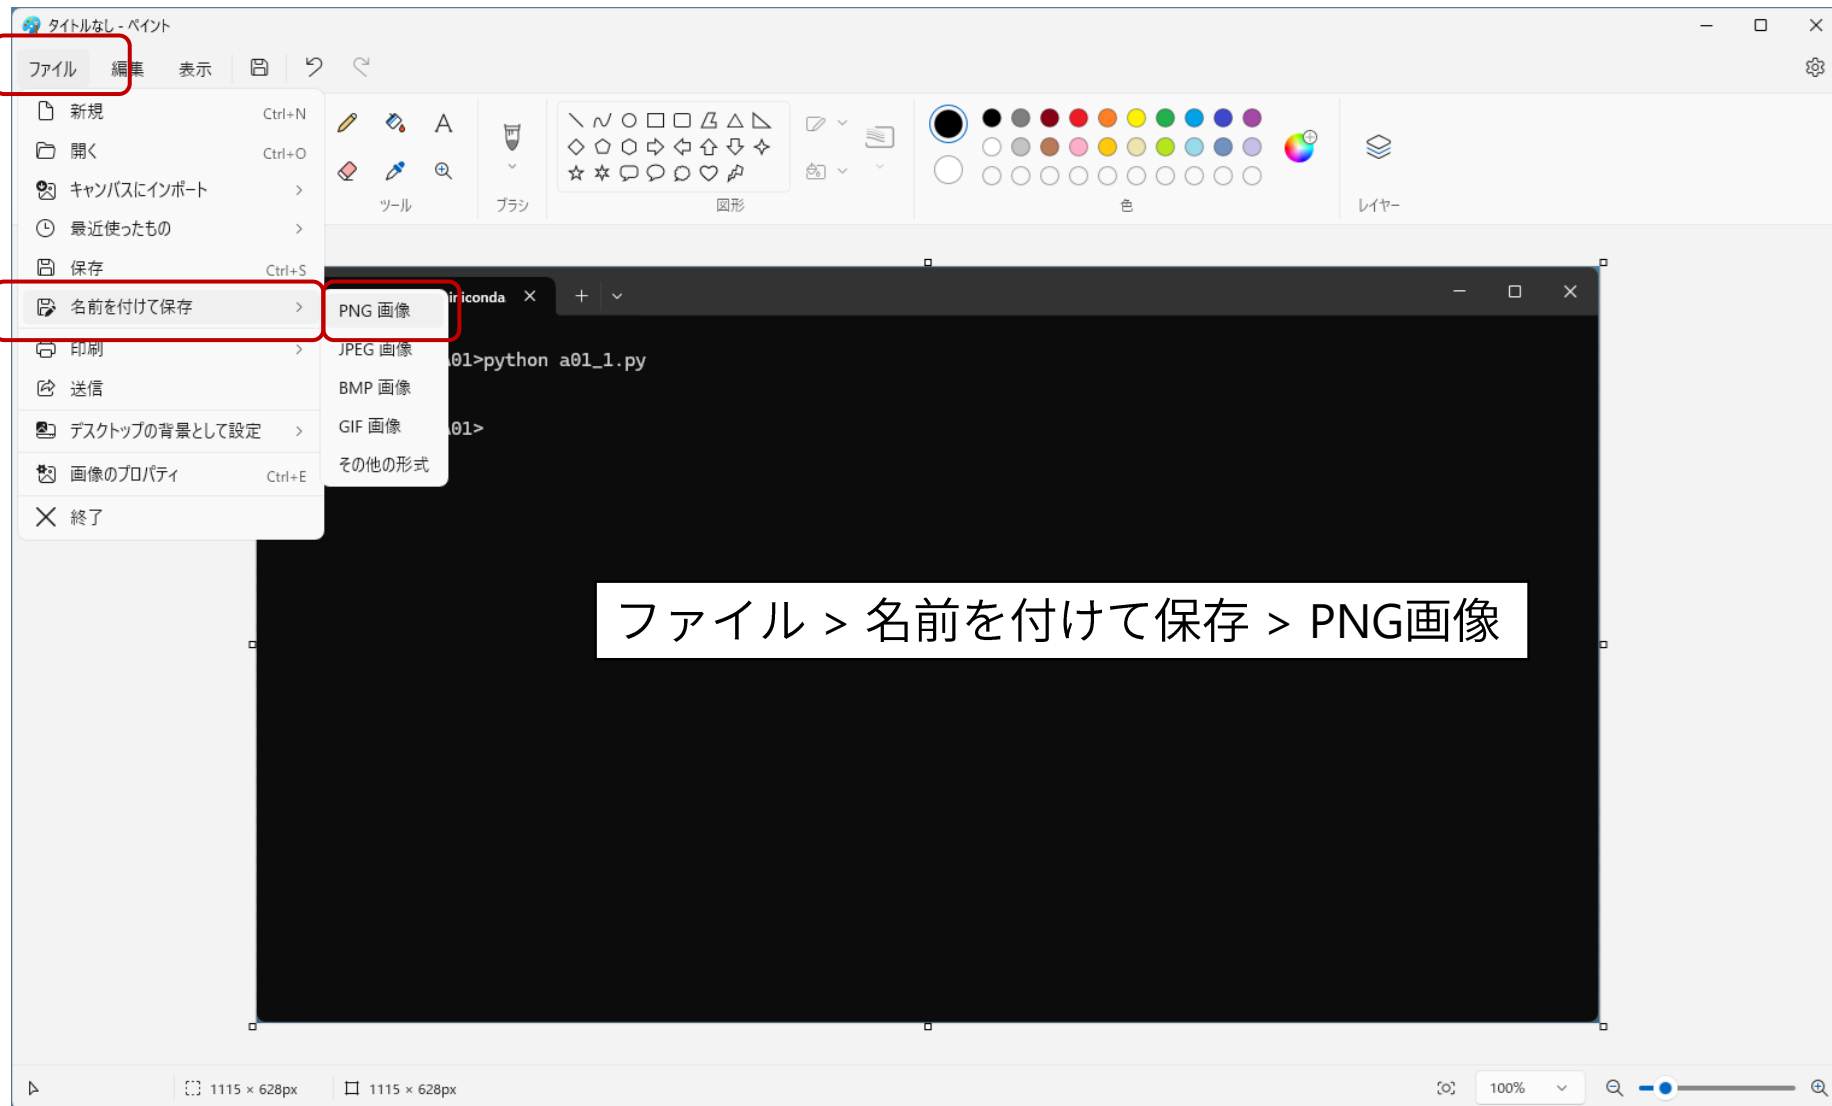 タイトルなし - ペイント
ファイル 編集 表示
新規 Ctrl+N
開く Ctrl+O
キャンバスにインポート
最近使ったもの
保存 Ctrl+S
名前を付けて保存
印刷
送信
デスクトップの背景として設定
画像のプロパティ Ctrl+E
終了
PNG 画像
JPEG 画像
BMP 画像
GIF 画像
その他の形式
ツール
ブラシ
図形
色
レイヤー
iniconda
A01>python a01_1.py
A01>
ファイル > 名前を付けて保存 > PNG画像
1115 × 628px
1115 × 628px
100%